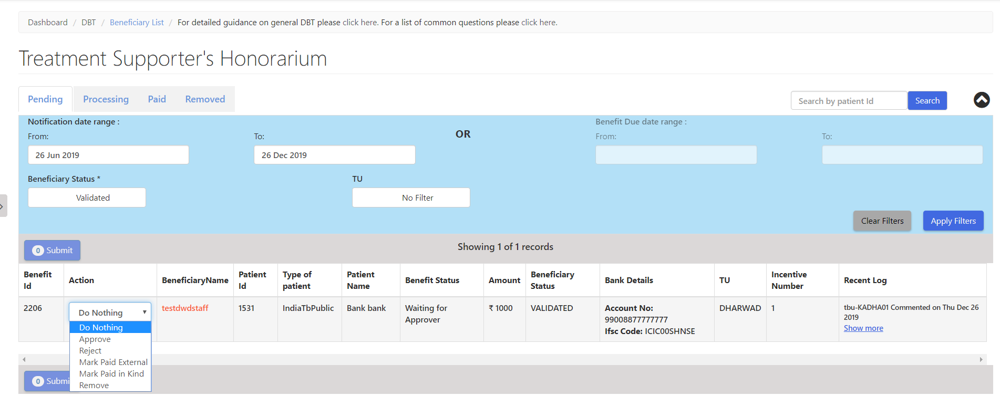 Dashboard / DBT / Beneficiary List / For detailed guidance on general DBT please click here. For a list of common questions please click here.
Treatment Supporter's Honorarium
Pending Processing Paid Removed Search by patient Id Search
Notification date range : OR Benefit Due date range :
From: To: From: To:
26 Jun 2019 26 Dec 2019
Beneficiary Status * TU
Validated No Filter
Clear Filters Apply Filters
0 Submit Showing 1 of 1 records
Benefit Id Action BeneficiaryName Patient Id Type of patient Patient Name Benefit Status Amount Beneficiary Status Bank Details TU Incentive Number Recent Log
2206 Do Nothing testdwdstaff 1531 IndiaTbPublic Bank bank Waiting for Approver ₹ 1000 VALIDATED Account No: 99008877777777 Ifsc Code: ICIC00SHNSE DHARWAD 1 tbu-KADHA01 Commented on Thu Dec 26 2019 Show more
Do Nothing
Approve
Reject
Mark Paid External
Mark Paid in Kind
Remove
0 Submi